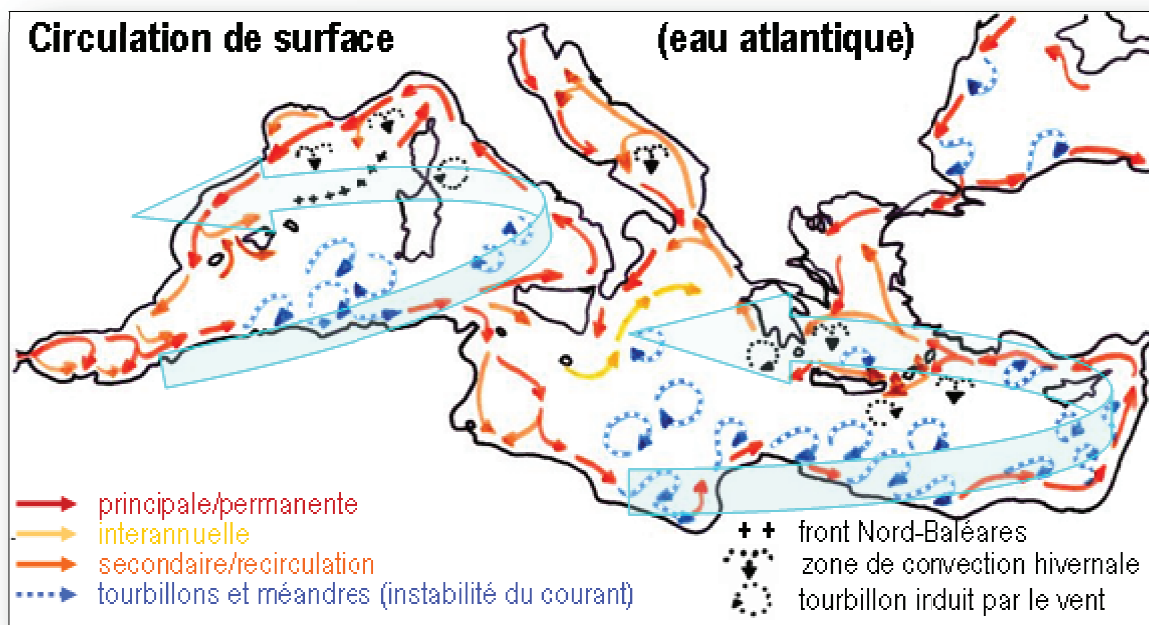 Circulation de surface (eau atlantique)
principale/permanente
interannuelle
secondaire/recirculation
tourbillons et méandres (instabilité du courant)
front Nord-Baléares
zone de convection hivernale
tourbillon irduit par le vent